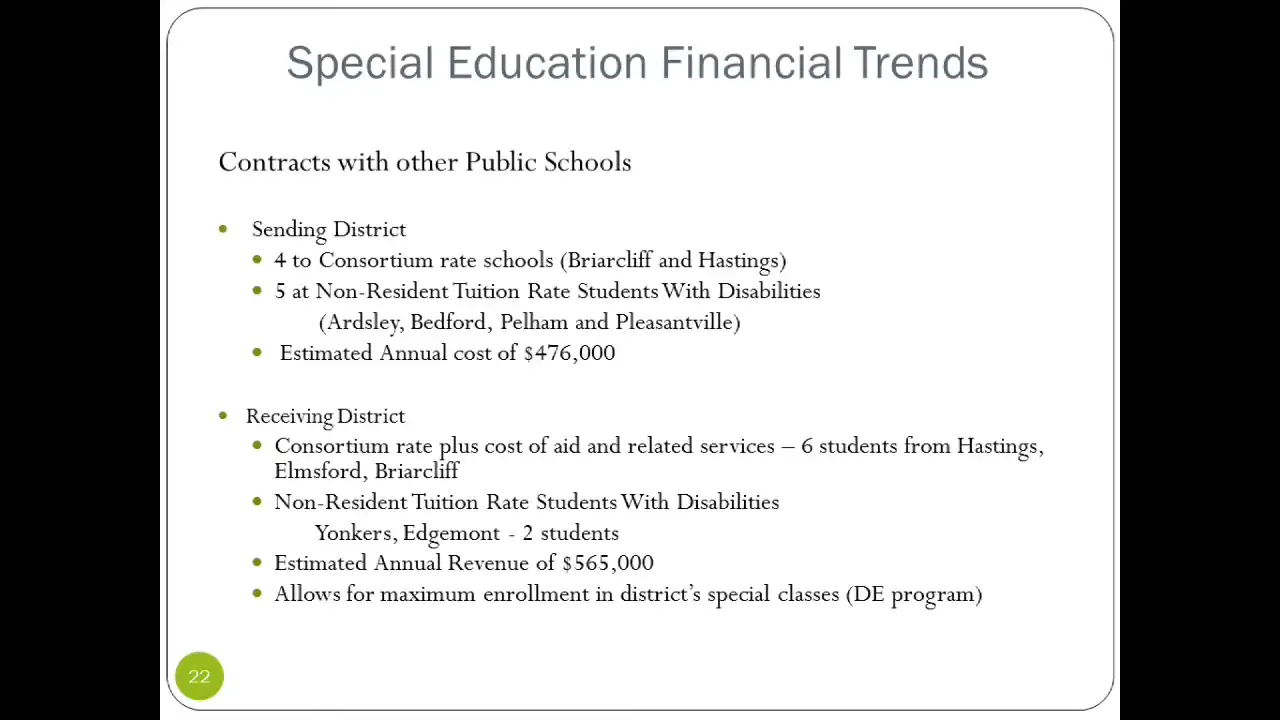 Special Education Financial Trends
Contracts with other Public Schools
• Sending District
• 4 to Consortium rate schools (Briarcliff and Hastings)
• 5 at Non-Resident Tuition Rate Students With Disabilities
(Ardsley, Bedford, Pelham and Pleasantville)
• Estimated Annual cost of $476,000
• Receiving District
• Consortium rate plus cost of aid and related services – 6 students from Hastings,
Elmsford, Briarcliff
• Non-Resident Tuition Rate Students With Disabilities
Yonkers, Edgemont - 2 students
• Estimated Annual Revenue of $565,000
• Allows for maximum enrollment in district’s special classes (DE program)
22